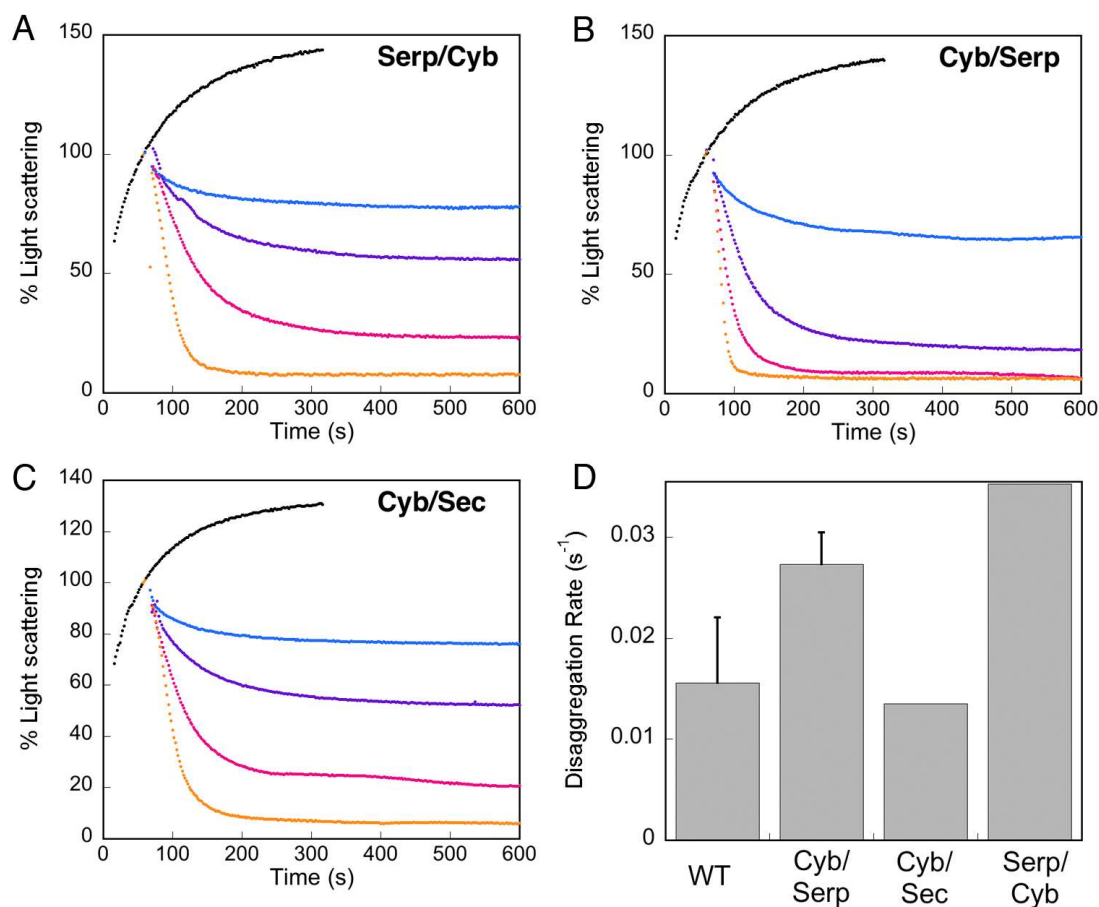 A
Serp/Cyb
% Light scattering
150
100
50
0
0 100 200 300 400 500 600
Time (s)
B
Cyb/Serp
% Light scattering
150
100
50
0
0 100 200 300 400 500 600
Time (s)
C
Cyb/Sec
% Light scattering
140
120
100
80
60
40
20
0
0 100 200 300 400 500 600
Time (s)
D
Disaggregation Rate (s-1)
0.03
0.02
0.01
0
WT
Cyb/
Serp
Cyb/
Sec
Serp/
Cyb